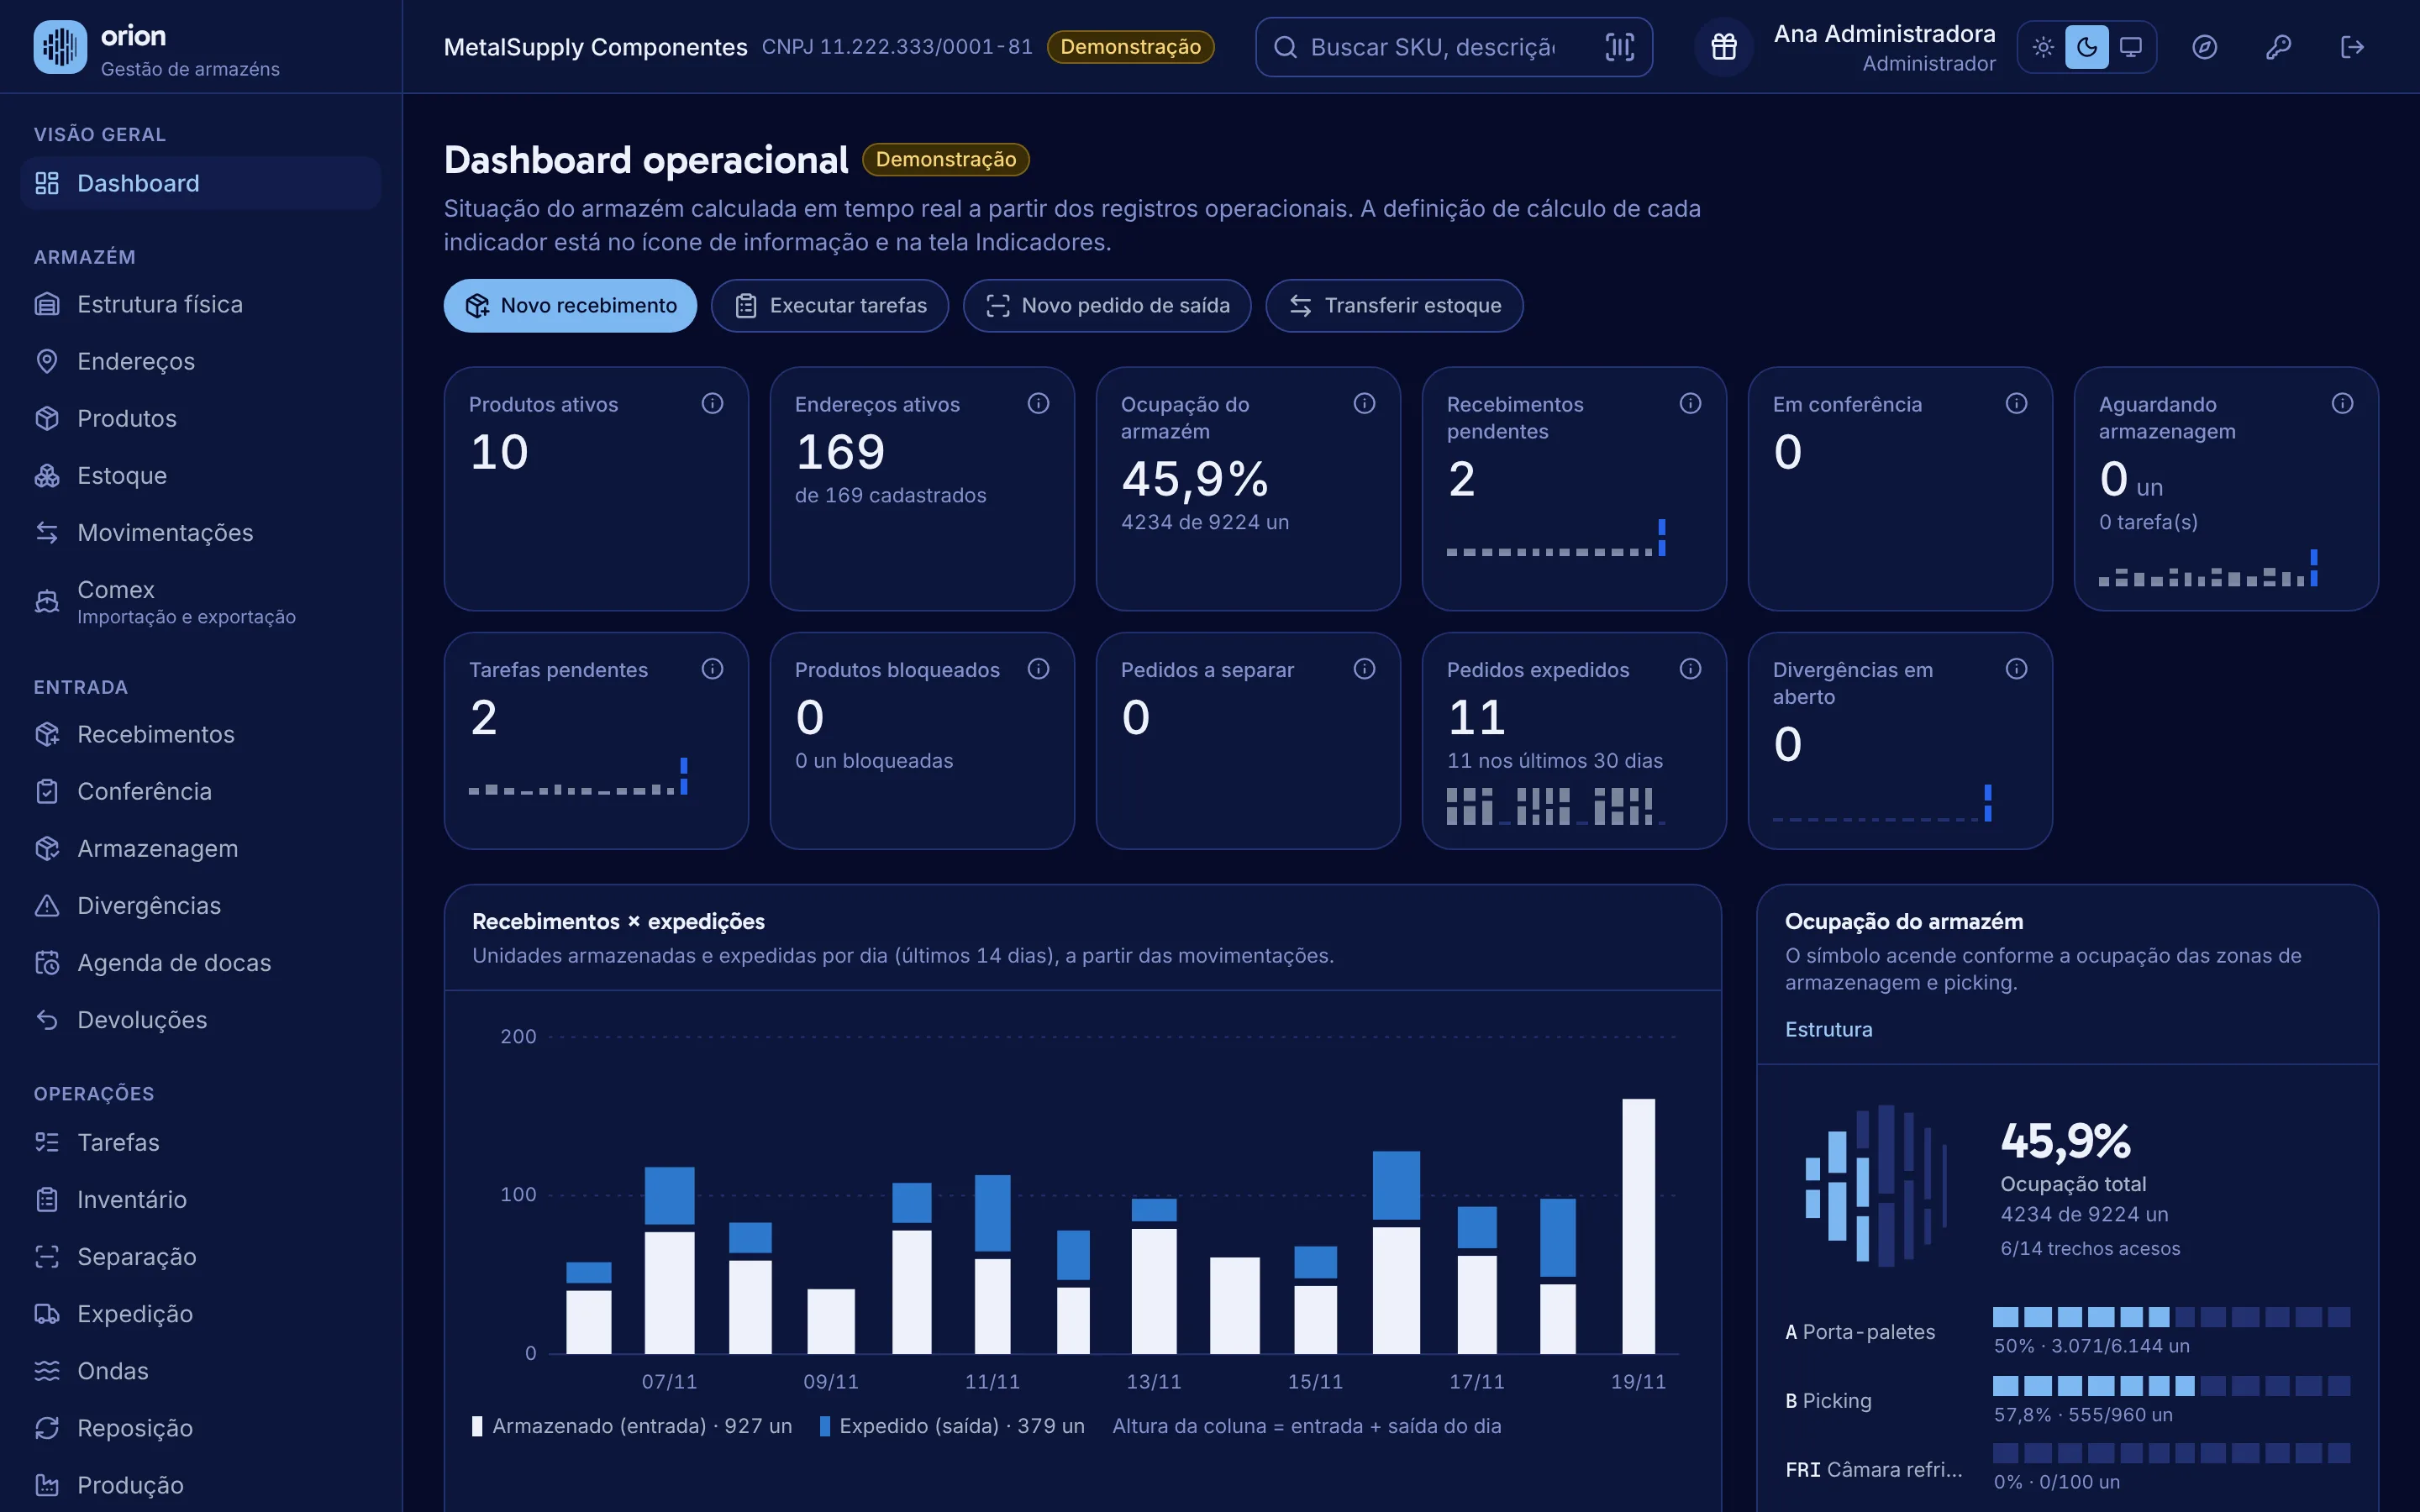 orion
Gestão de armazéns
MetalSupply Componentes CNPJ 11.222.333/0001-81 Demonstração
Buscar SKU, descriçã
Ana Administradora
Administrador
VISÃO GERAL
Dashboard
ARMAZÉM
Estrutura física
Endereços
Produtos
Estoque
Movimentações
Comex
Importação e exportação
ENTRADA
Recebimentos
Conferência
Armazenagem
Divergências
Agenda de docas
Devoluções
OPERAÇÕES
Tarefas
Inventário
Separação
Expedição
Ondas
Reposição
Produção
Dashboard operacional Demonstração
Situação do armazém calculada em tempo real a partir dos registros operacionais. A definição de cálculo de cada
indicador está no ícone de informação e na tela Indicadores.
Novo recebimento Executar tarefas Novo pedido de saída Transferir estoque
Produtos ativos
10
Endereços ativos
169
de 169 cadastrados
Ocupação do
armazém
45,9%
4234 de 9224 un
Recebimentos
pendentes
2
Em conferência
0
Aguardando
armazenagem
0 un
0 tarefa(s)
Tarefas pendentes
2
Produtos bloqueados
0
0 un bloqueadas
Pedidos a separar
0
Pedidos expedidos
11
11 nos últimos 30 dias
Divergências em
aberto
0
Recebimentos × expedições
Unidades armazenadas e expedidas por dia (últimos 14 dias), a partir das movimentações.
200
100
0
07/11 09/11 11/11 13/11 15/11 17/11 19/11
Armazenado (entrada) · 927 un Expedido (saída) · 379 un Altura da coluna = entrada + saída do dia
Ocupação do armazém
O símbolo acende conforme a ocupação das zonas de
armazenagem e picking.
Estrutura
45,9%
Ocupação total
4234 de 9224 un
6/14 trechos acesos
A Porta-paletes
50% · 3.071/6.144 un
B Picking
57,8% · 555/960 un
FRI Câmara refri...
0% · 0/100 un